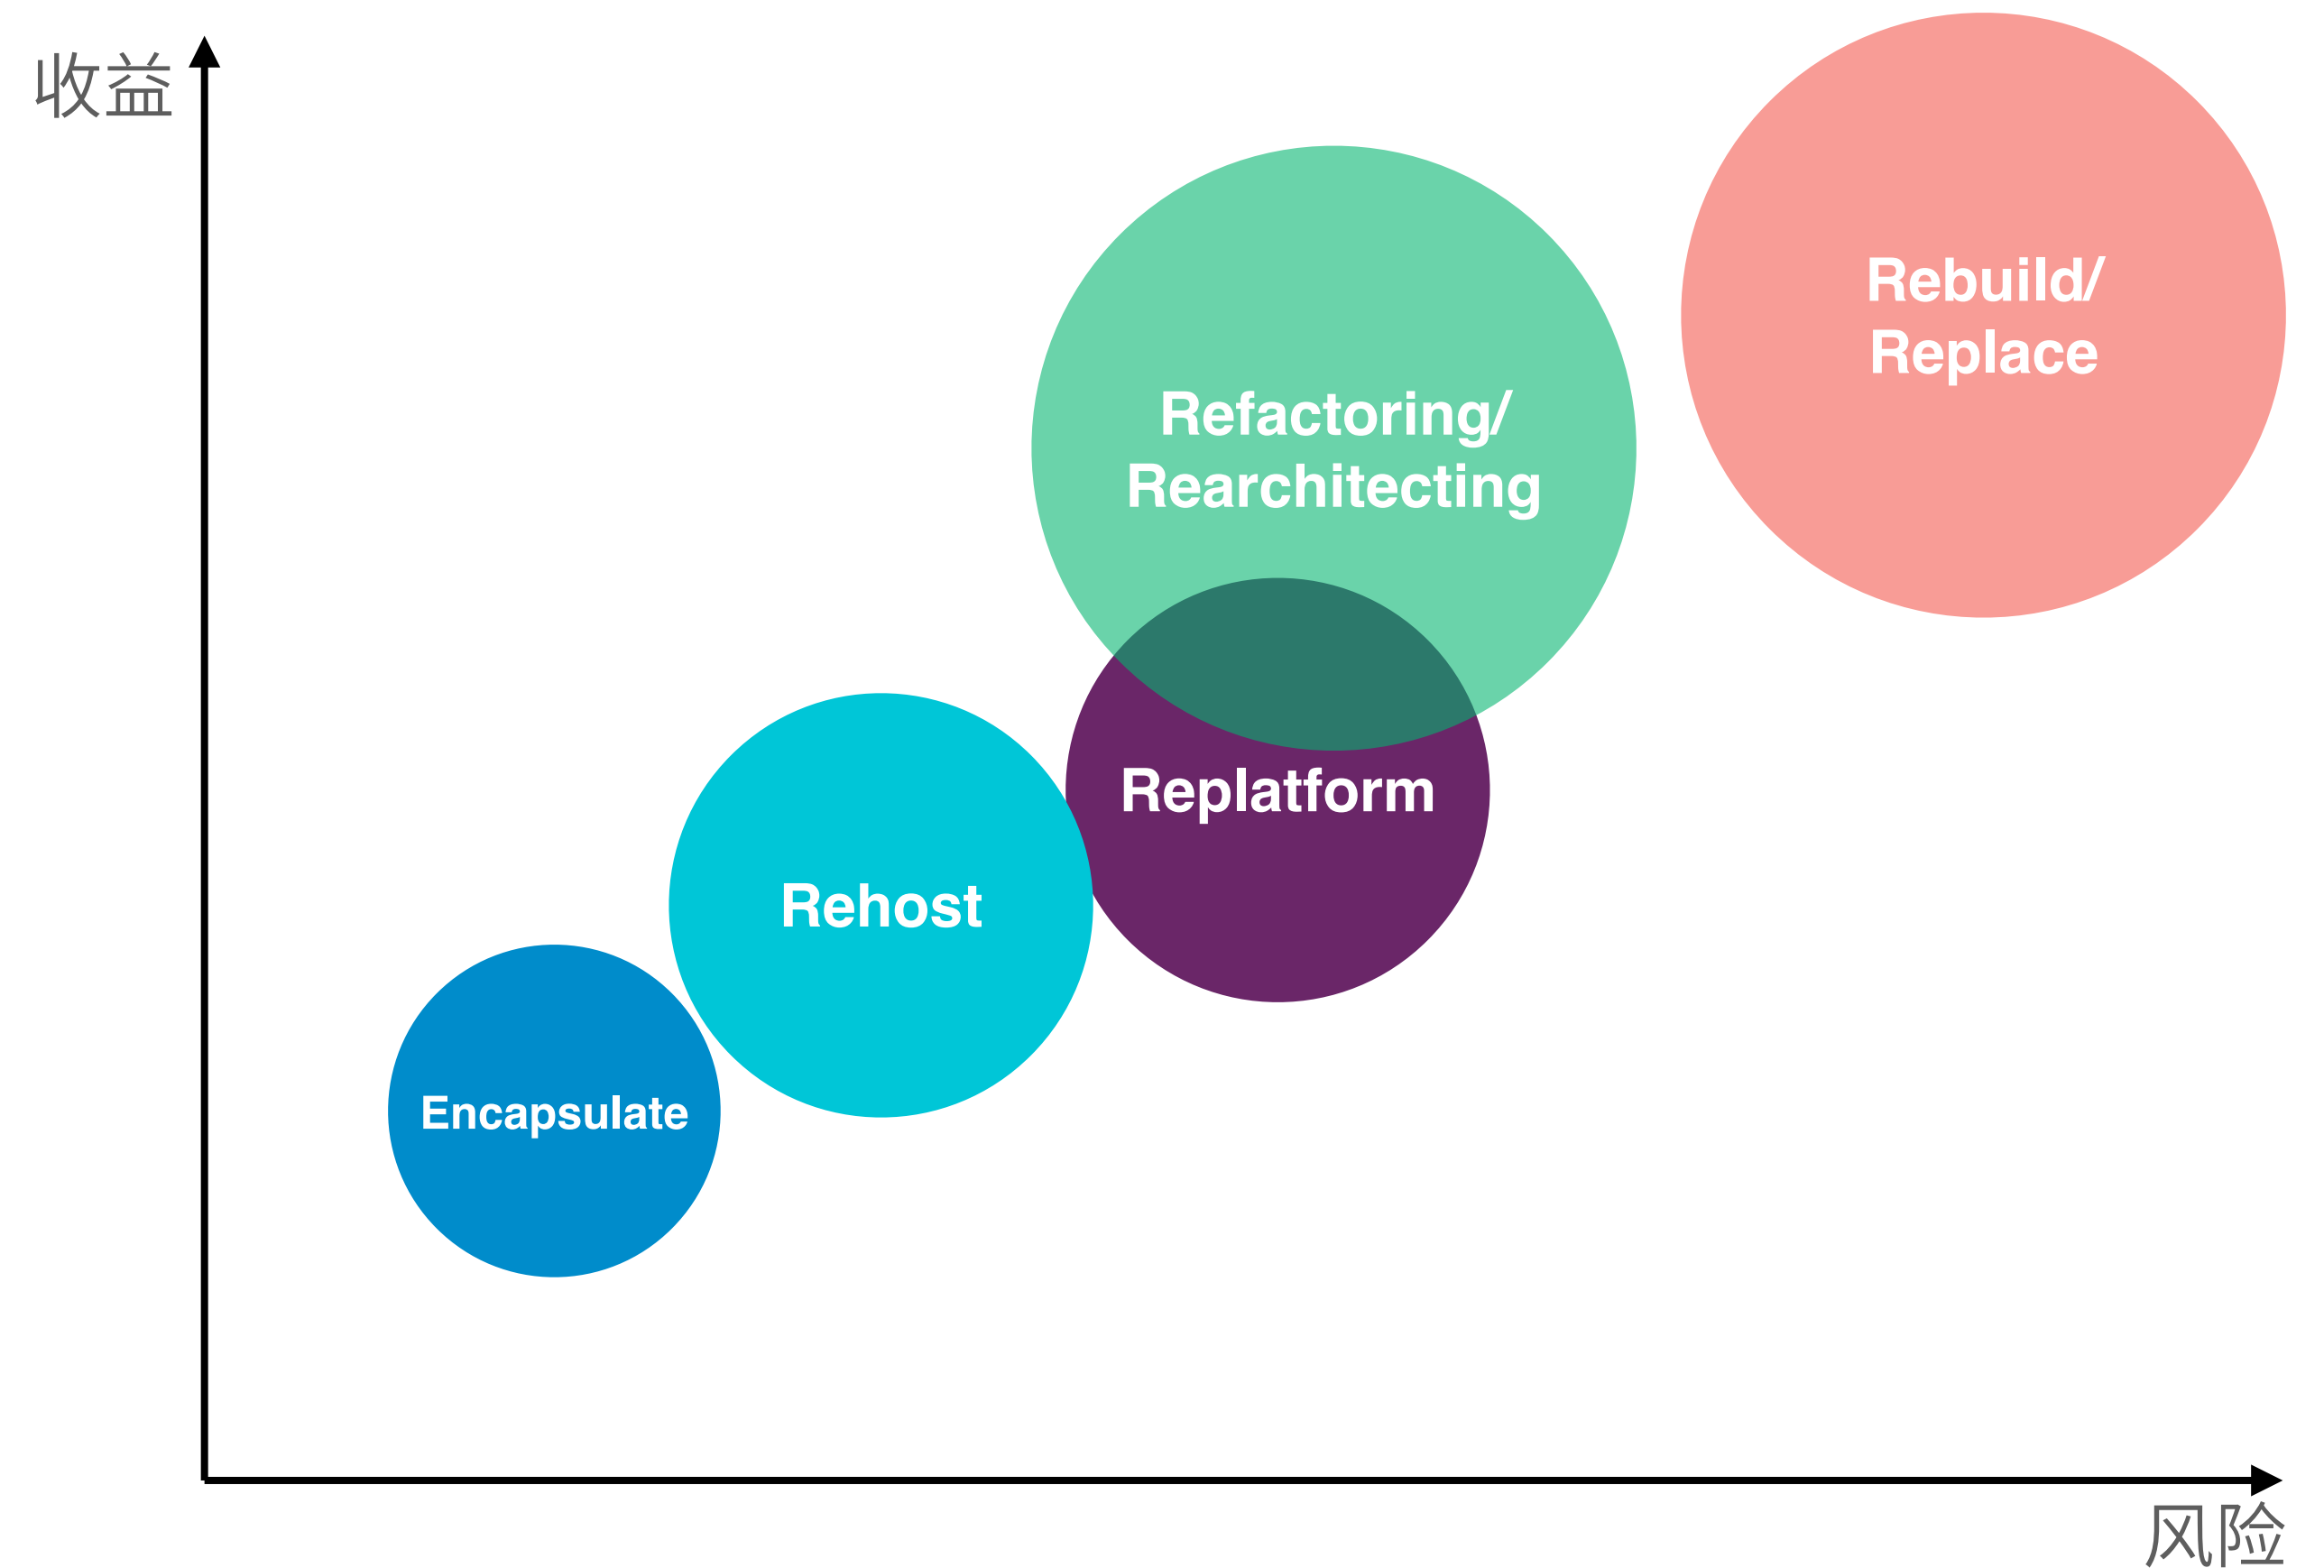 收益
Rebuild/
Replace
Refactoring/
Rearchitecting
Replatform
Rehost
Encapsulate
风险